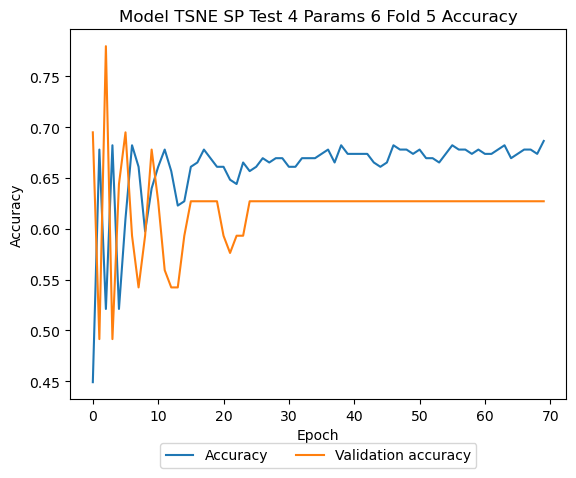 Model TSNE SP Test 4 Params 6 Fold 5 Accuracy
0.75
0.70
0.65
0.60
0.55
0.50
0.45
Accuracy
0 10 20 30 40 50 60 70
Epoch
Accuracy Validation accuracy